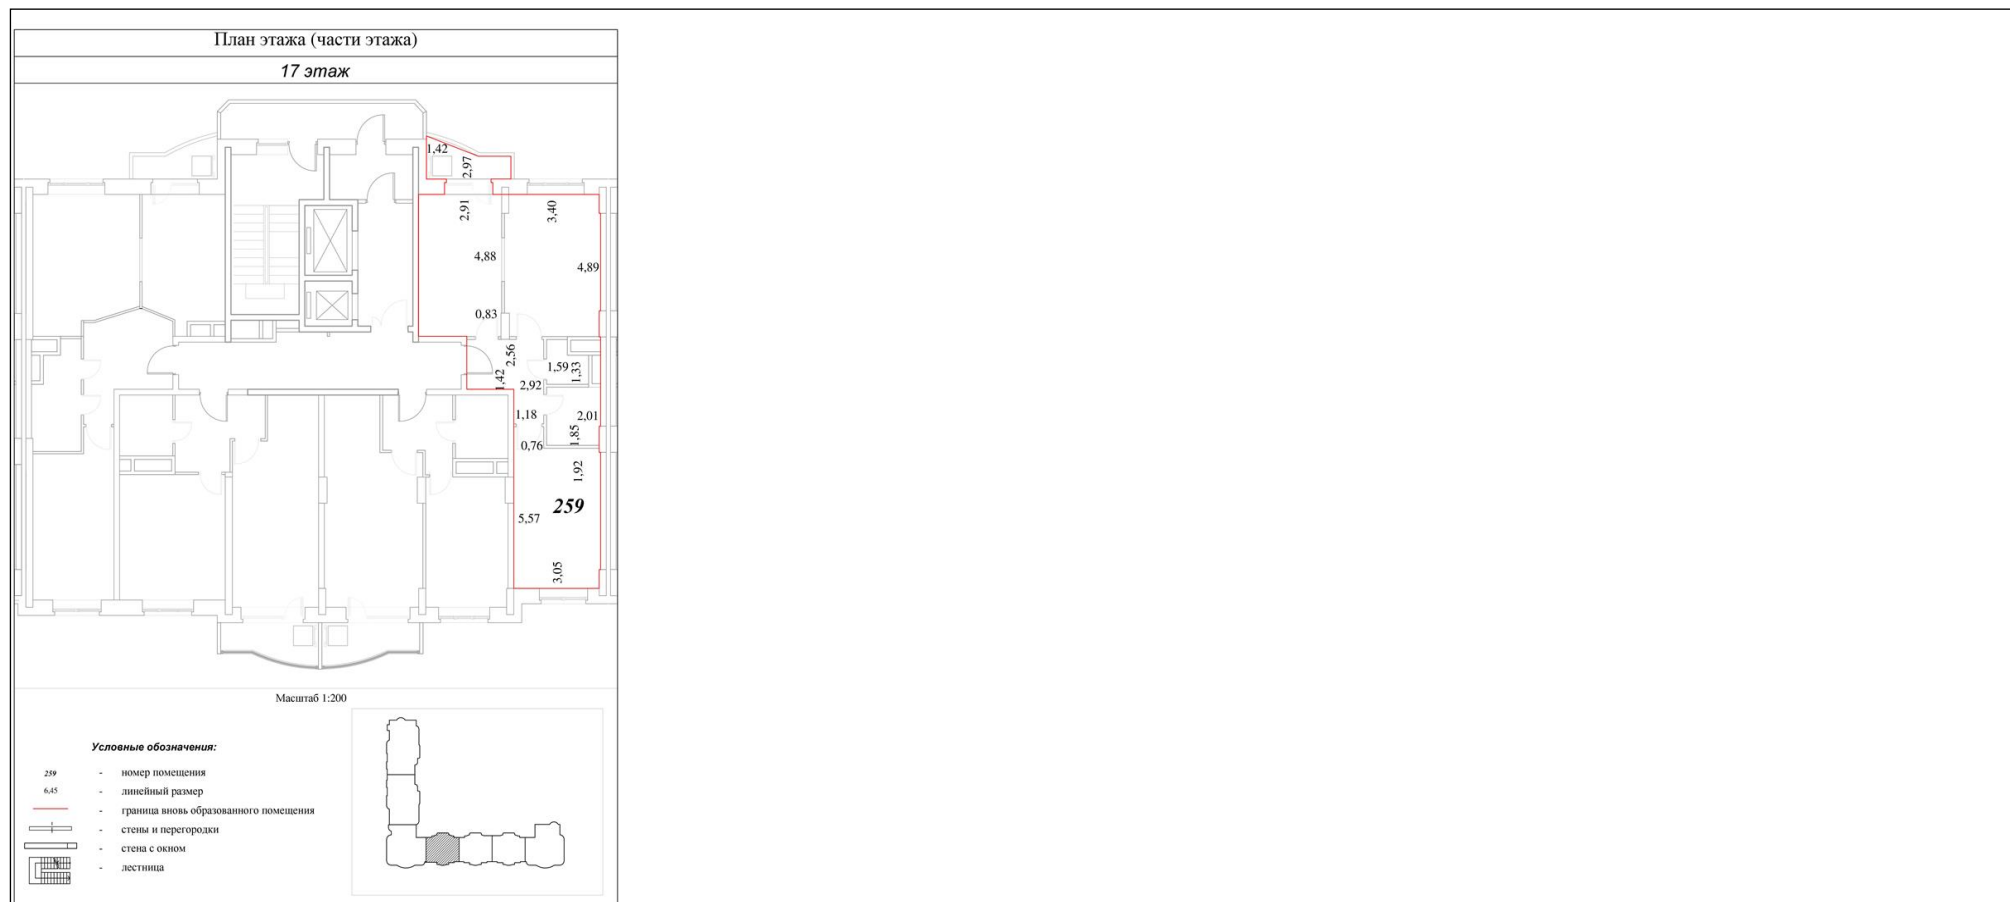 План этажа (части этажа)
17 этаж
1,42
2,97
2,91
3,40
4,88
4,89
0,83
2,56
1,59
1,33
1,42
2,92
1,18
2,01
1,85
0,76
1,92
259
5,57
3,05
Масштаб 1:200
Условные обозначения:
259 - номер помещения
6,45 - линейный размер
- граница вновь образованного помещения
- стены и перегородки
- стена с окном
- лестница